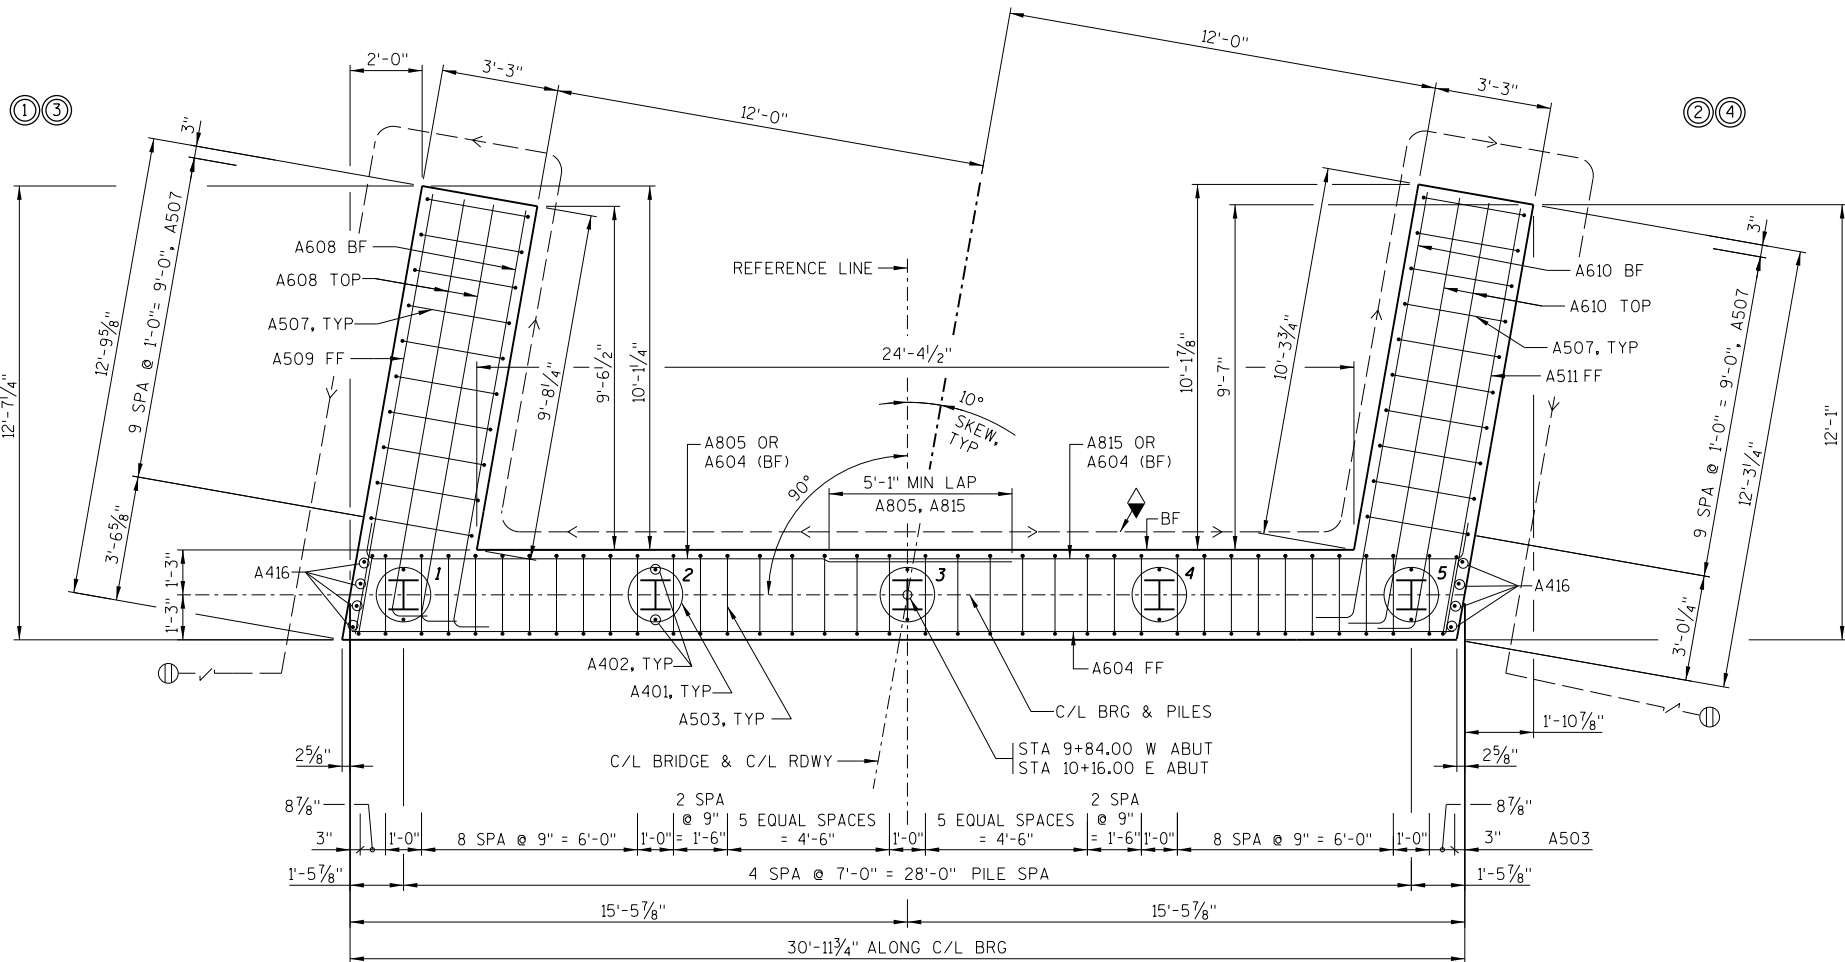 12'-0"
2'-0"
3'-3"
3'-3"
1 3
12'-0"
2 4
3"
9 SPA @ 1'-0"= 9'-0", A507
12'-9⅝"
12'-7¼"
3'-6⅝"
A608 BF
A608 TOP
A507, TYP
A509 FF
REFERENCE LINE
24'-4½"
9'-8¼"
9'-6½"
10'-1¼"
10'-1⅞"
9'-7"
10'-3¾"
3"
A610 BF
A610 TOP
A507, TYP
A511 FF
9 SPA @ 1'-0" = 9'-0", A507
12'-3¼"
12'-1"
3'-0¼"
10°
SKEW,
TYP
90°
A805 OR
A604 (BF)
A815 OR
A604 (BF)
5'-1" MIN LAP
A805, A815
BF
A416
1'-3"
1'-3"
1
2
3
4
5
A416
A402, TYP
A401, TYP
A503, TYP
A604 FF
C/L BRG & PILES
STA 9+84.00 W ABUT
STA 10+16.00 E ABUT
C/L BRIDGE & C/L RDWY
1'-10⅞"
2⅝"
2⅝"
8⅞"
8⅞"
2 SPA
@ 9"
= 1'-6"
5 EQUAL SPACES
= 4'-6"
5 EQUAL SPACES
= 4'-6"
2 SPA
@ 9"
= 1'-6"
3"
1'-0"
8 SPA @ 9" = 6'-0"
1'-0"
1'-0"
1'-0"
8 SPA @ 9" = 6'-0"
1'-0"
3"
A503
1'-5⅞"
4 SPA @ 7'-0" = 28'-0" PILE SPA
1'-5⅞"
15'-5⅞"
15'-5⅞"
30'-11¾" ALONG C/L BRG